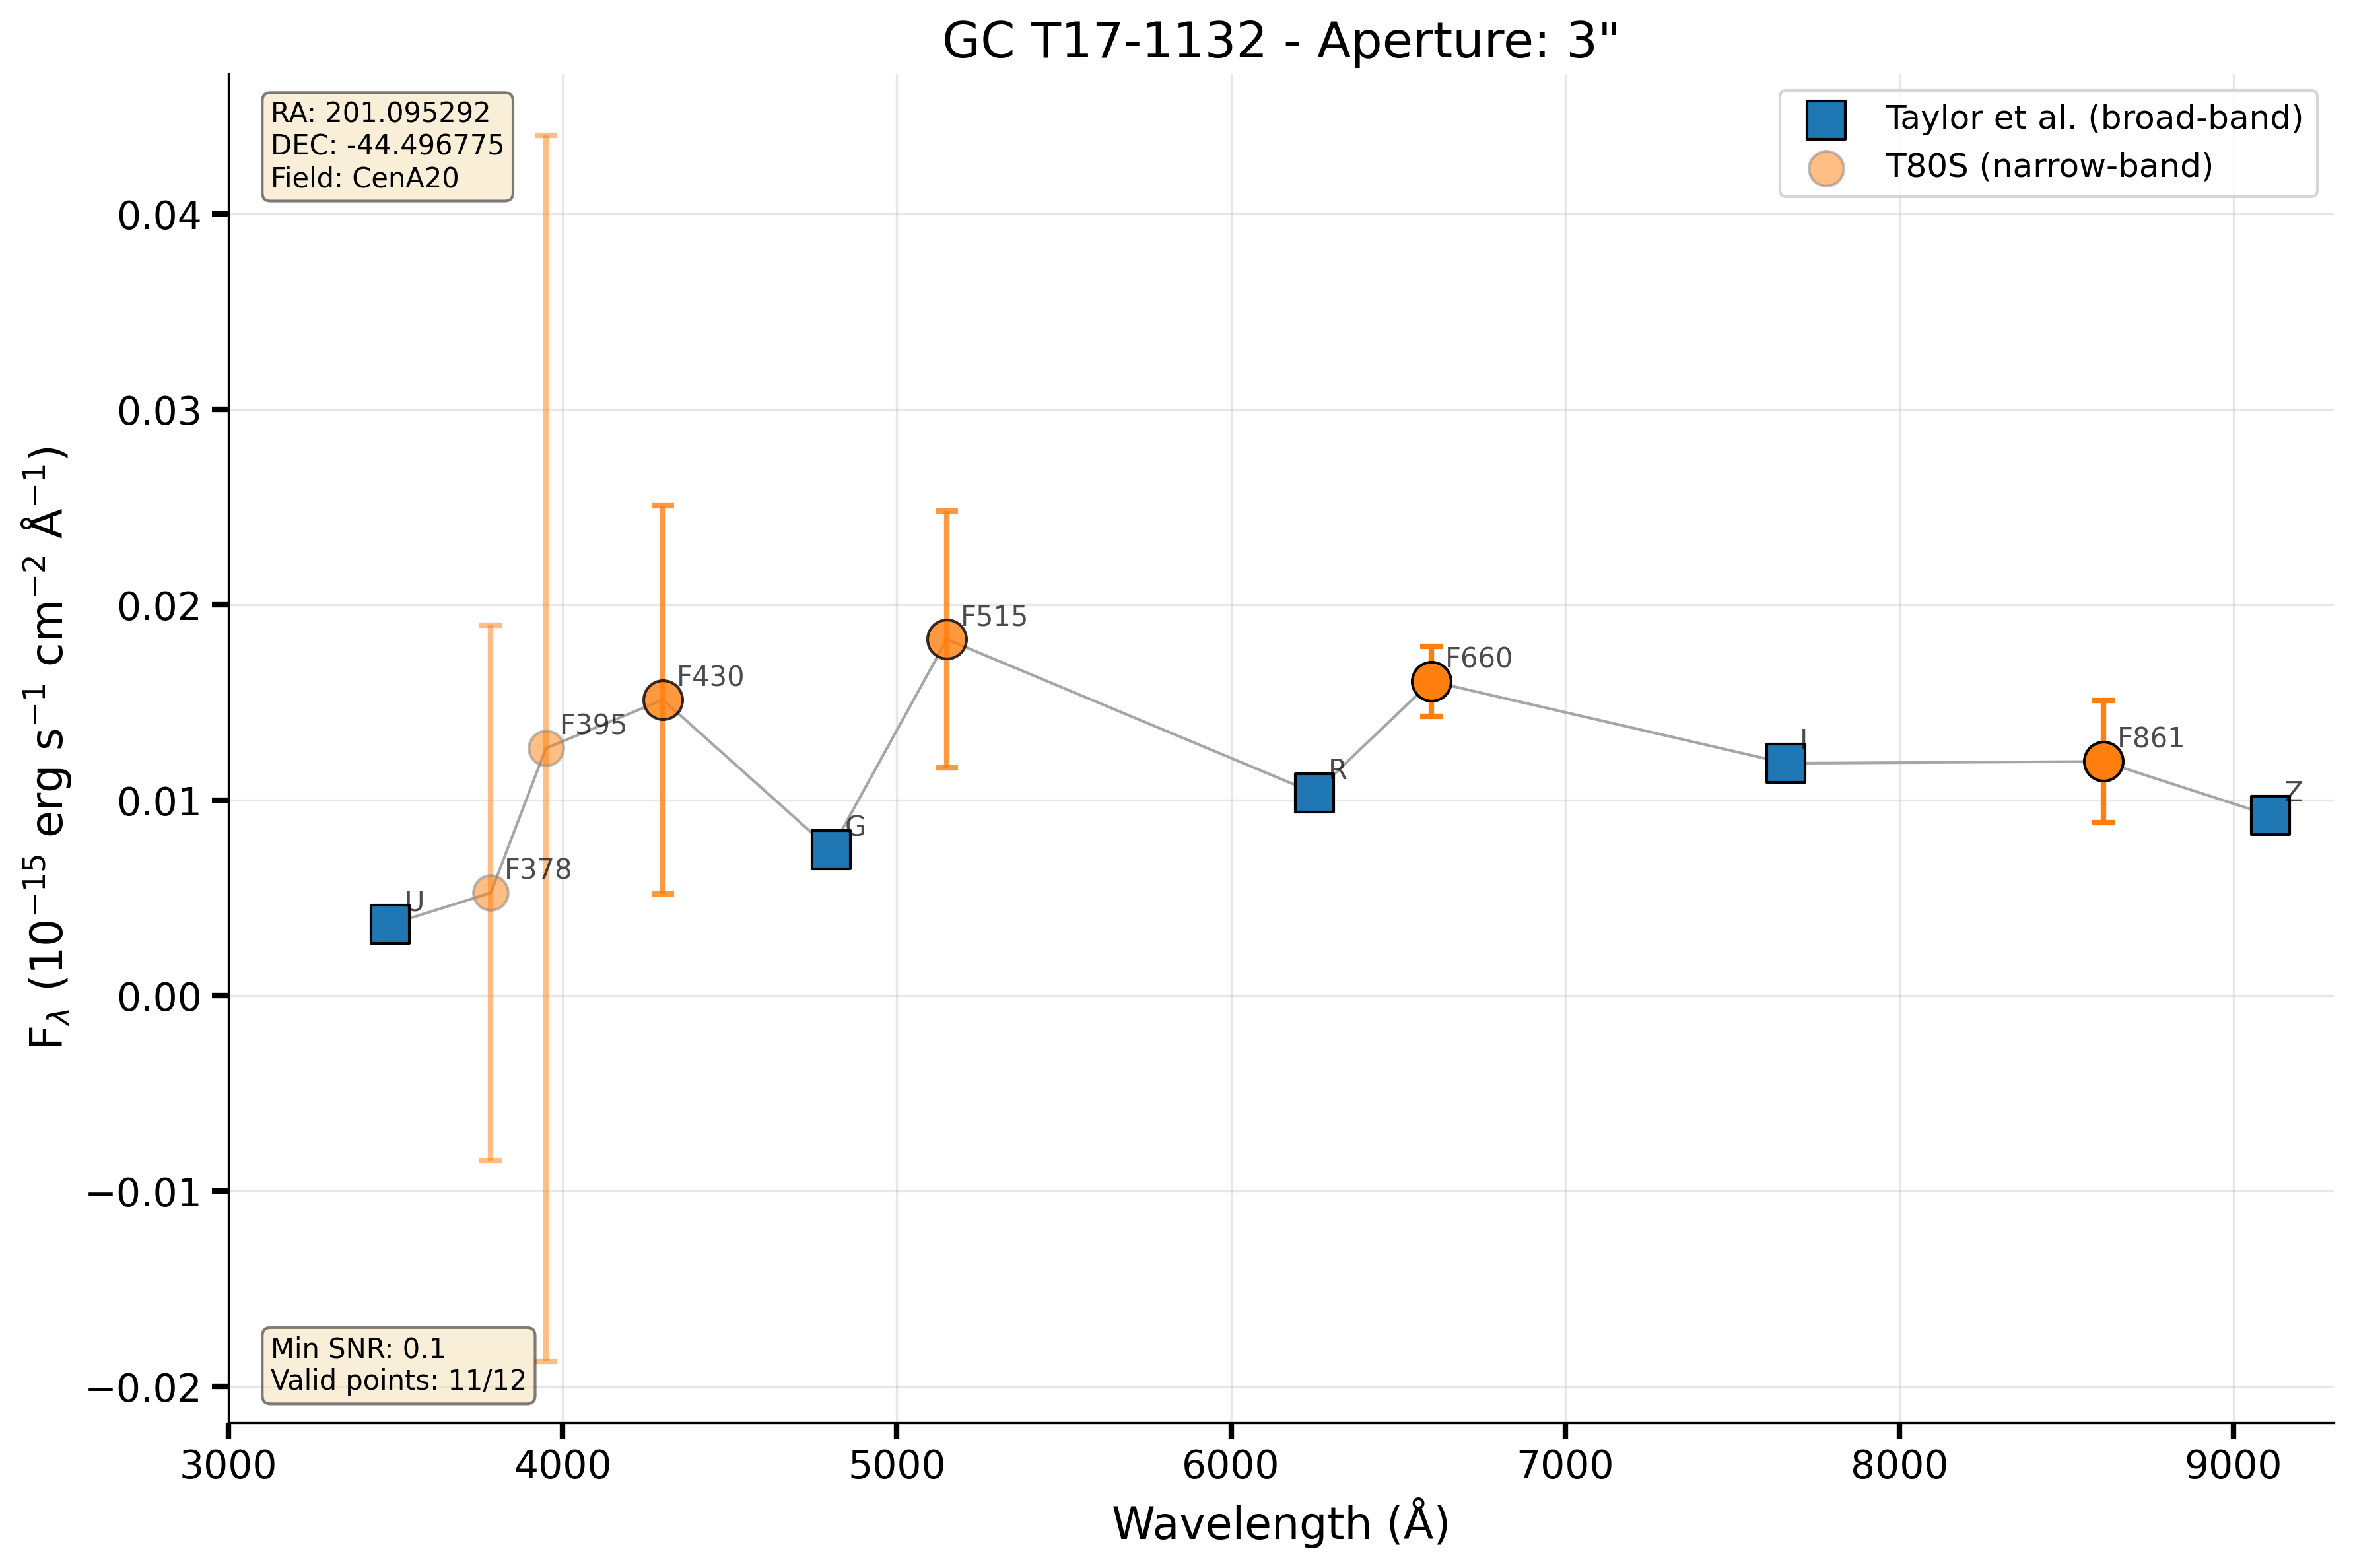 GC T17-1132 - Aperture: 3"
RA: 201.095292
DEC: -44.496775
Field: CenA20
Taylor et al. (broad-band)
T80S (narrow-band)
0.04
0.03
0.02
0.01
0.00
−0.01
−0.02
F$_λ$ (10$^{−15}$ erg s$^{−1}$ cm$^{−2}$ Å$^{−1}$)
U
F378
F395
F430
G
F515
R
F660
I
F861
Z
Min SNR: 0.1
Valid points: 11/12
3000
4000
5000
6000
7000
8000
9000
Wavelength (Å)